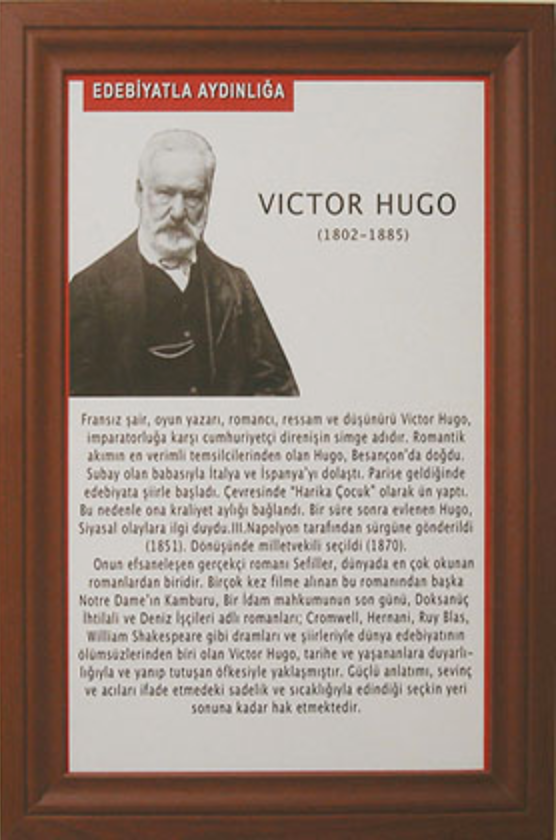 EDEBİYATLA AYDINLIĞA
VICTOR HUGO
(1802-1885)
Fransız şair, oyun yazarı, romancı, ressam ve düşünürü Victor Hugo,
imparatorluğa karşı cumhuriyetçi direnişin simge adıdır. Romantik
akımın en verimli temsilcilerinden olan Hugo, Besançon'da doğdu.
Subay olan babasıyla İtalya ve İspanya'yı dolaştı. Parise geldiğinde
edebiyata şiirle başladı. Çevresinde "Harika Çocuk" olarak ün yaptı.
Bu nedenle ona kraliyet aylığı bağlandı. Bir süre sonra evlenen Hugo,
Siyasal olaylara ilgi duydu.III.Napolyon tarafından sürgüne gönderildi
(1851). Dönüşünde milletvekili seçildi (1870).
Onun efsaneleşen gerçekçi romanı Sefiller, dünyada en çok okunan
romanlardan biridir. Birçok kez filme alınan bu romanından başka
Notre Dame'ın Kamburu, Bir İdam mahkumunun son günü, Doksanüç
İhtilali ve Deniz İşçileri adlı romanları; Cromwell, Hernani, Ruy Blas,
William Shakespeare gibi dramları ve şiirleriyle dünya edebiyatının
ölümsüzlerinden biri olan Victor Hugo, tarihe ve yaşananlara duyarlı-
lığıyla ve yanıp tutuşan öfkesiyle yaklaşmıştır. Güçlü anlatımı, sevinç
ve acıları ifade etmedeki sadelik ve sıcaklığıyla edindiği seçkin yeri
sonuna kadar hak etmektedir.